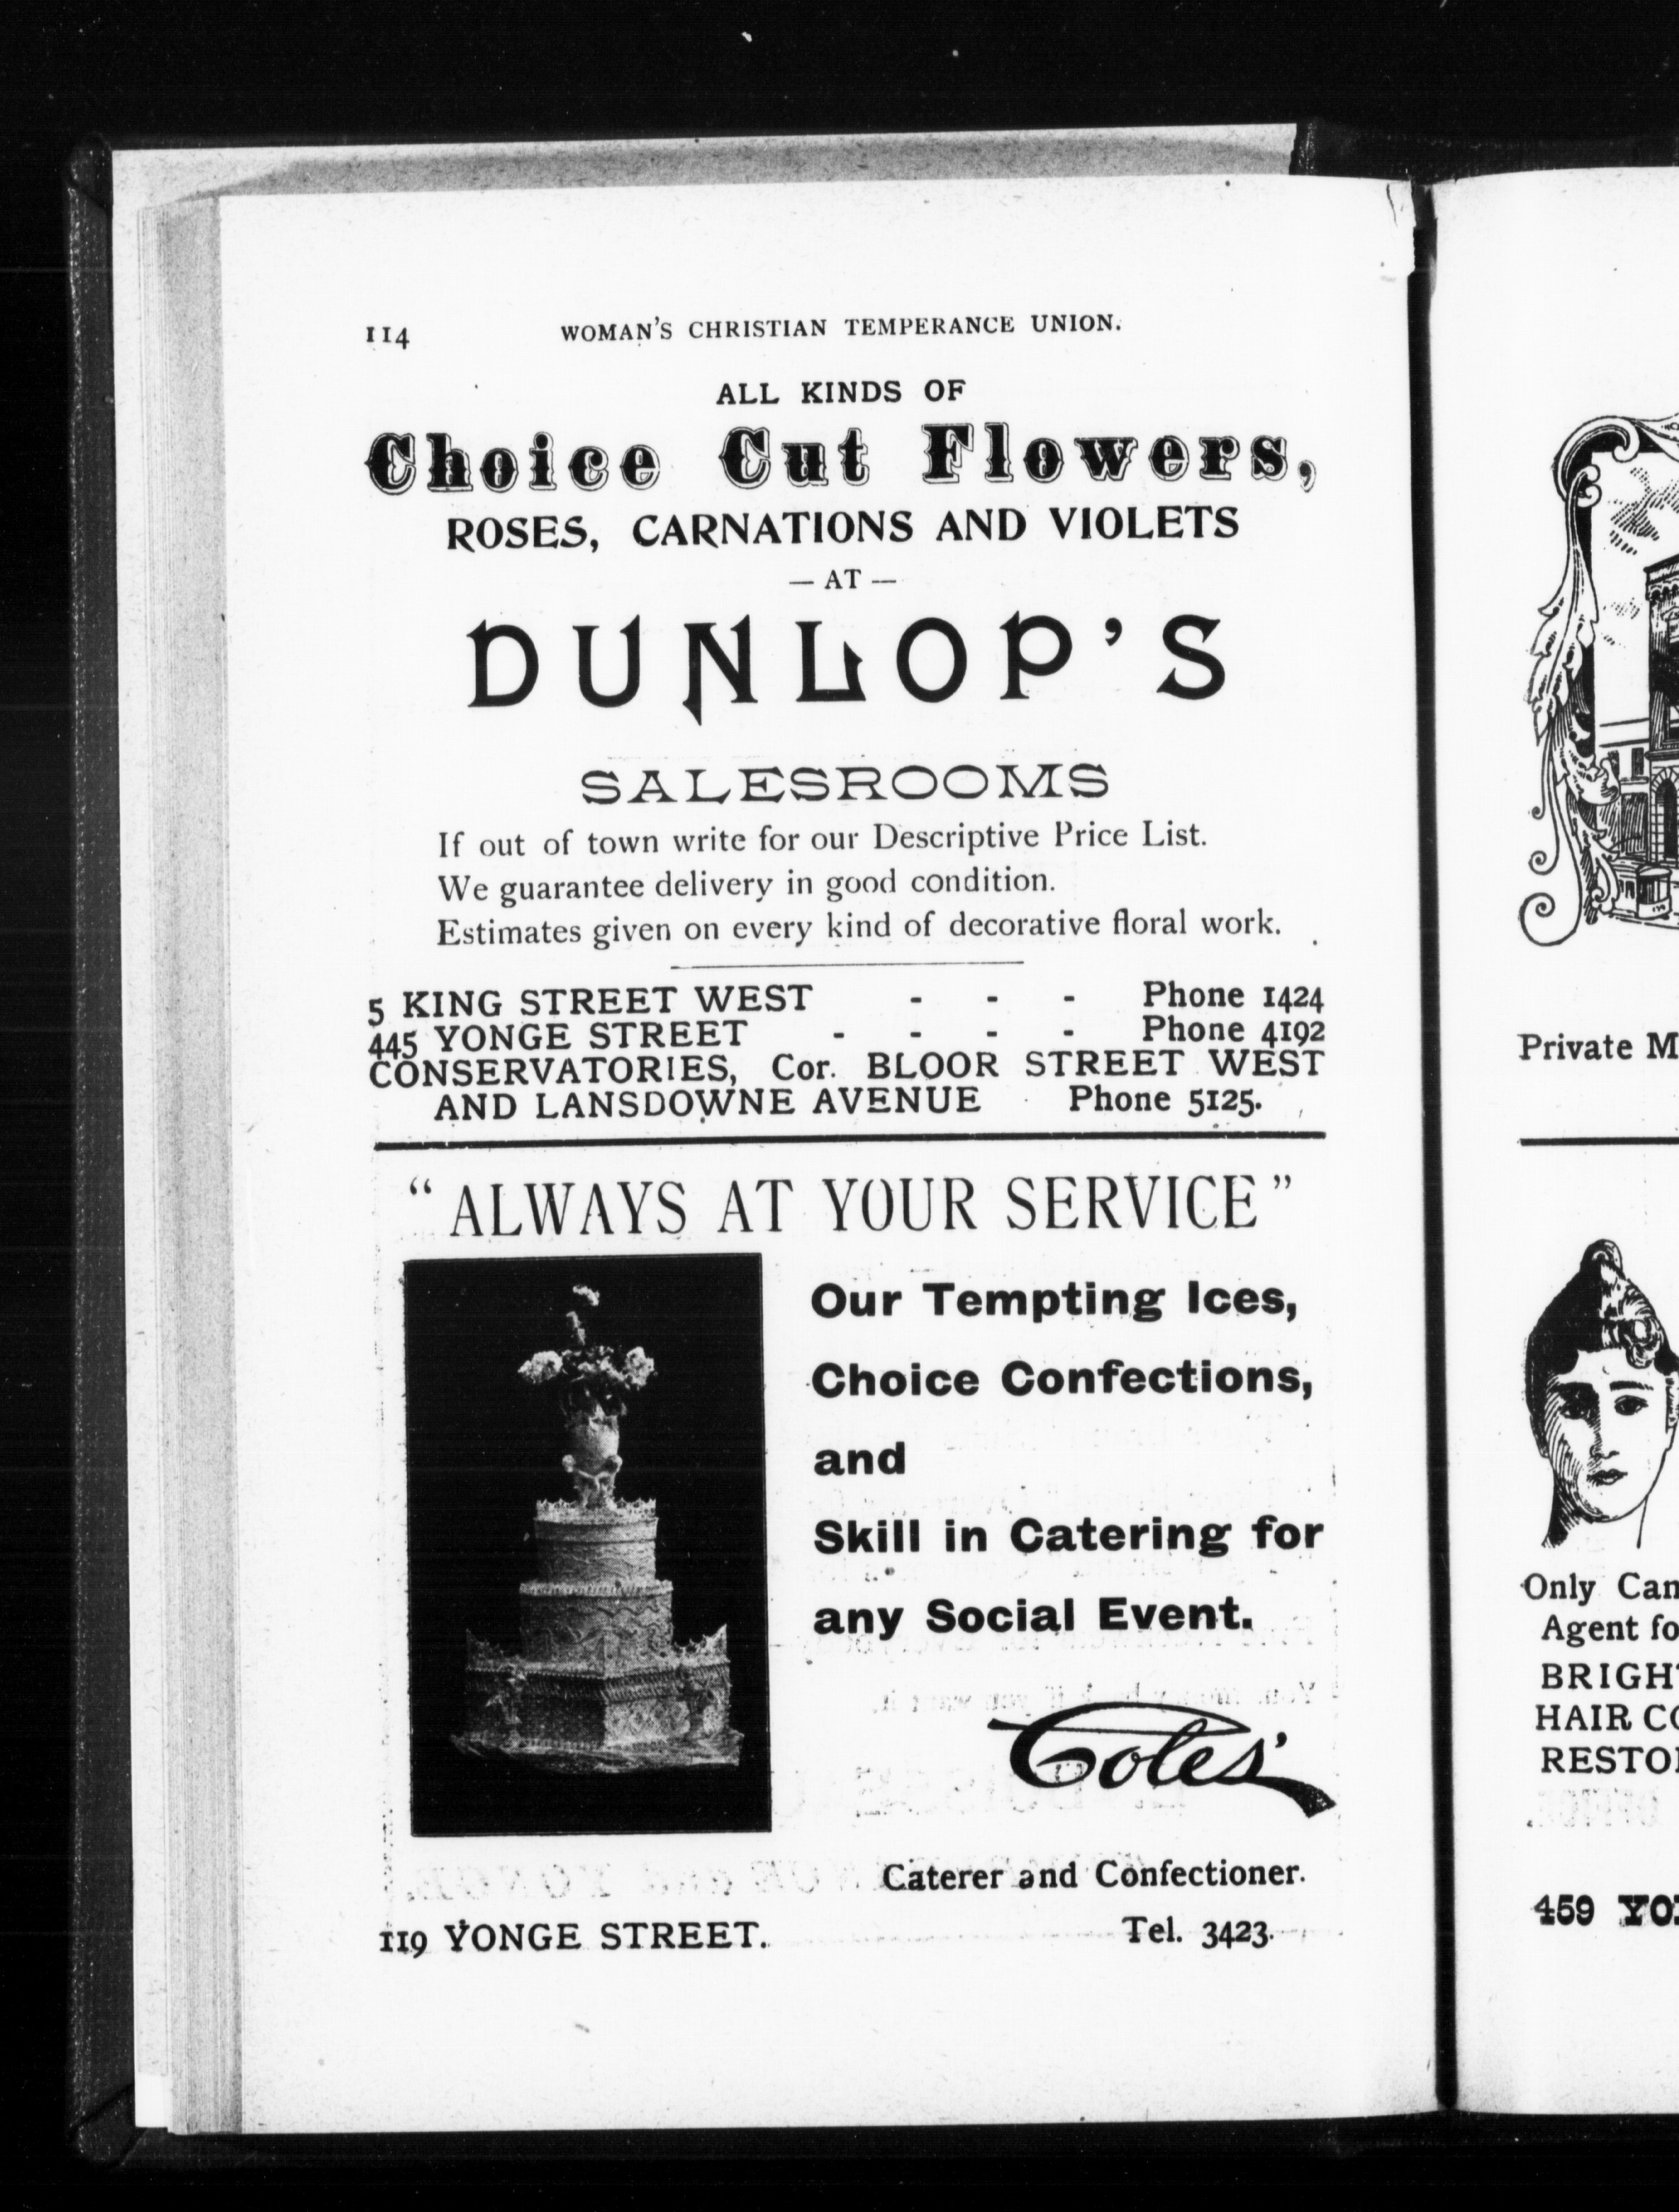 114 WOMAN'S CHRISTIAN TEMPERANCE UNION.
ALL KINDS OF
Choice Cut Flowers,
ROSES, CARNATIONS AND VIOLETS
— AT —
DUNLOP'S
SALESROOMS
If out of town write for our Descriptive Price List.
We guarantee delivery in good condition.
Estimates given on every kind of decorative floral work.
5 KING STREET WEST - - - Phone 1424
445 YONGE STREET - - - - Phone 4192
CONSERVATORIES, Cor. BLOOR STREET WEST
AND LANSDOWNE AVENUE Phone 5125.
"ALWAYS AT YOUR SERVICE"
Our Tempting Ices,
Choice Confections,
and
Skill in Catering for
any Social Event.
Coles'
Caterer and Confectioner.
119 YONGE STREET. Tel. 3423.
Private M
Only Can
Agent fo
BRIGHT
HAIR CO
RESTO
459 YO